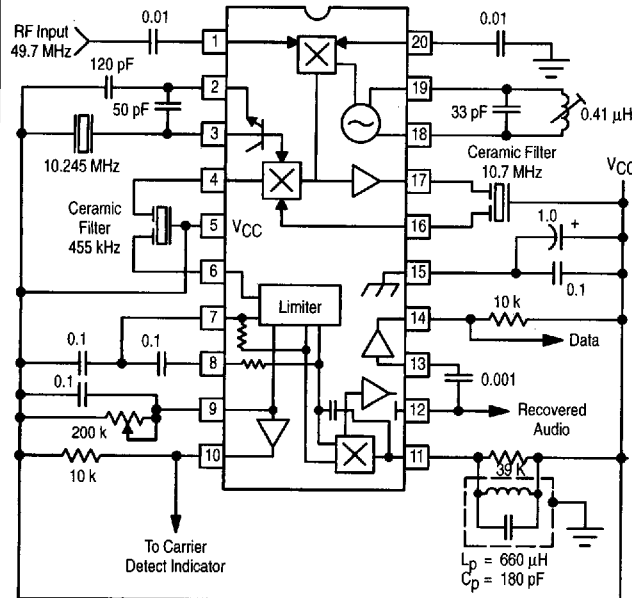 RF Input
49.7 MHz
0.01
0.01
1
20
120 pF
50 pF
2
19
33 pF
0.41 µH
3
18
10.245 MHz
Ceramic Filter
10.7 MHz
VCC
4
17
Ceramic
Filter
455 kHz
5
VCC
16
1.0
+
6
15
0.1
Limiter
7
14
10 k
Data
0.1
0.1
8
13
0.001
0.1
9
12
Recovered
Audio
200 k
10
11
39 K
10 k
To Carrier
Detect Indicator
Lp = 660 µH
Cp = 180 pF